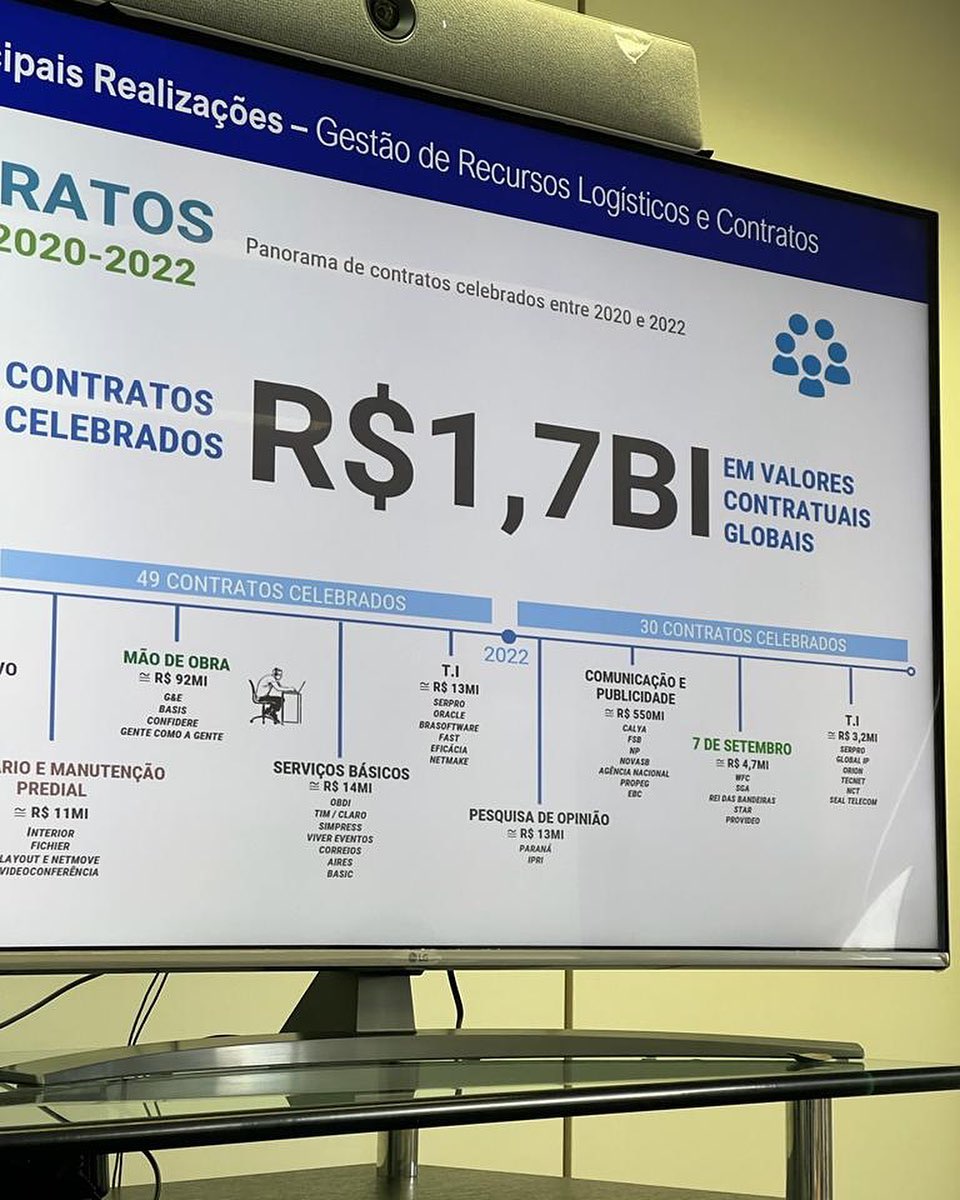 cipais Realizações – Gestão de Recursos Logísticos e Contratos
RATOS
2020-2022
Panorama de contratos celebrados entre 2020 e 2022
CONTRATOS
CELEBRADOS
R$1,7BI
EM VALORES
CONTRATUAIS
GLOBAIS
49 CONTRATOS CELEBRADOS
30 CONTRATOS CELEBRADOS
2022
VO
ÁRIO E MANUTENÇÃO
PREDIAL
≅ R$ 11MI
INTERIOR
FICHIER
LAYOUT E NETMOVE
VIDEOCONFERÊNCIA
MÃO DE OBRA
≅ R$ 92MI
G&E
BASIS
CONFIDERE
GENTE COMO A GENTE
SERVIÇOS BÁSICOS
≅ R$ 14MI
OBDI
TIM / CLARO
SIMPRESS
VIVER EVENTOS
CORREIOS
AIRES
BASIC
T.I
≅ R$ 13MI
SERPRO
ORACLE
BRASOFTWARE
FAST
EFICÁCIA
NETMAKE
PESQUISA DE OPINIÃO
≅ R$ 13MI
PARANÁ
IPRI
COMUNICAÇÃO E
PUBLICIDADE
≅ R$ 550MI
CALYA
FSB
NP
NOVASB
AGÊNCIA NACIONAL
PROPEG
EBC
7 DE SETEMBRO
≅ R$ 4,7MI
WFC
SGA
REI DAS BANDEIRAS
STAR
PROVIDEO
T.I
≅ R$ 3,2MI
SERPRO
GLOBAL IP
ORION
TECNET
NCT
SEAL TELECOM
LG